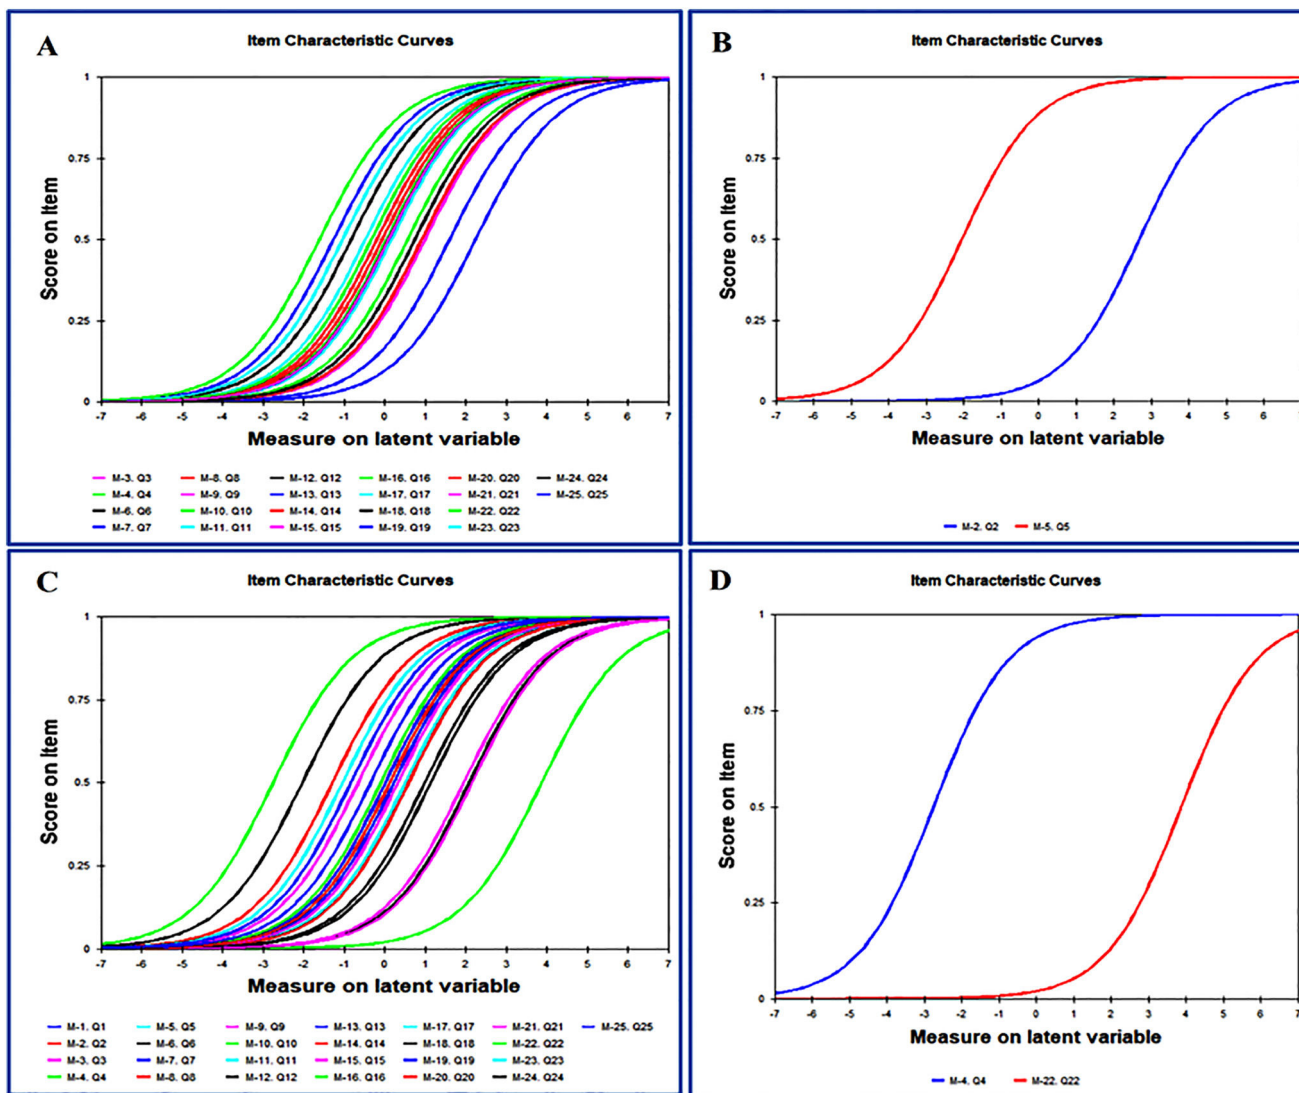 A
Item Characteristic Curves
Score on Item
1
0.75
0.5
0.25
0
-7 -6 -5 -4 -3 -2 -1 0 1 2 3 4 5 6 7
Measure on latent variable
M-3. Q3 M-8. Q8 M-12. Q12 M-16. Q16 M-20. Q20 M-24. Q24
M-4. Q4 M-9. Q9 M-13. Q13 M-17. Q17 M-21. Q21 M-25. Q25
M-6. Q6 M-10. Q10 M-14. Q14 M-18. Q18 M-22. Q22
M-7. Q7 M-11. Q11 M-15. Q15 M-19. Q19 M-23. Q23
B
Item Characteristic Curves
Score on Item
1
0.75
0.5
0.25
0
-7 -6 -5 -4 -3 -2 -1 0 1 2 3 4 5 6 7
Measure on latent variable
M-2. Q2 M-5. Q5
C
Item Characteristic Curves
Score on Item
1
0.75
0.5
0.25
0
-7 -6 -5 -4 -3 -2 -1 0 1 2 3 4 5 6 7
Measure on latent variable
M-1. Q1 M-5. Q5 M-9. Q9 M-13. Q13 M-17. Q17 M-21. Q21 M-25. Q25
M-2. Q2 M-6. Q6 M-10. Q10 M-14. Q14 M-18. Q18 M-22. Q22
M-3. Q3 M-7. Q7 M-11. Q11 M-15. Q15 M-19. Q19 M-23. Q23
M-4. Q4 M-8. Q8 M-12. Q12 M-16. Q16 M-20. Q20 M-24. Q24
D
Item Characteristic Curves
Score on Item
1
0.75
0.5
0.25
0
-7 -6 -5 -4 -3 -2 -1 0 1 2 3 4 5 6 7
Measure on latent variable
M-4. Q4 M-22. Q22